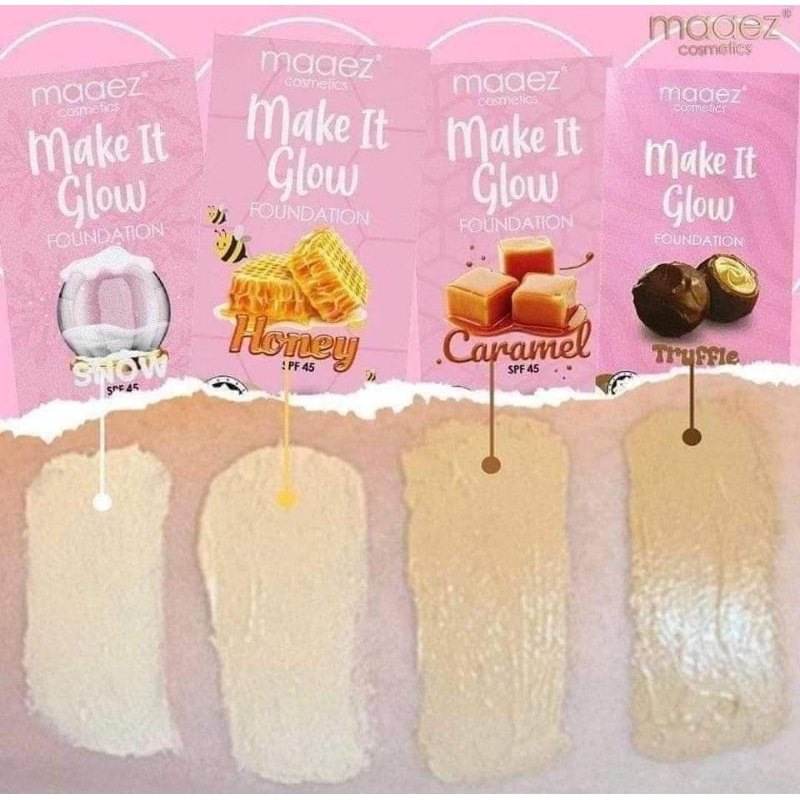 maaez®
cosmetics
maaez®
cosmetics
Make It
Glow
FOUNDATION
SNOW
SPF 45
maaez®
cosmetics
Make It
Glow
FOUNDATION
Honey
SPF 45
maaez®
cosmetics
Make It
Glow
FOUNDATION
Caramel
SPF 45
maaez®
cosmetics
Make It
Glow
FOUNDATION
Truffle